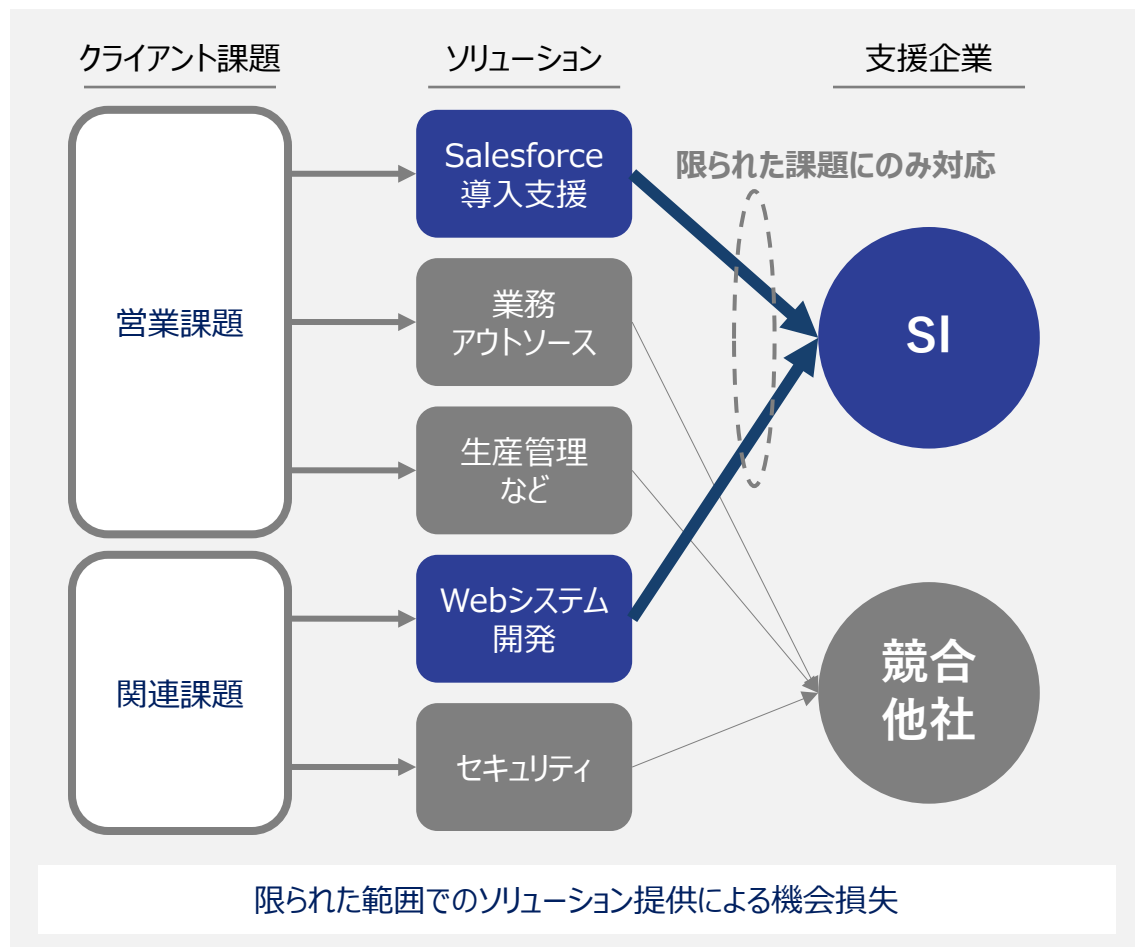 クライアント課題
ソリューション
支援企業
Salesforce
導入支援
限られた課題にのみ対応
営業課題
業務
アウトソース
SI
生産管理
など
Webシステム
開発
関連課題
競合
他社
セキュリティ
限られた範囲でのソリューション提供による機会損失